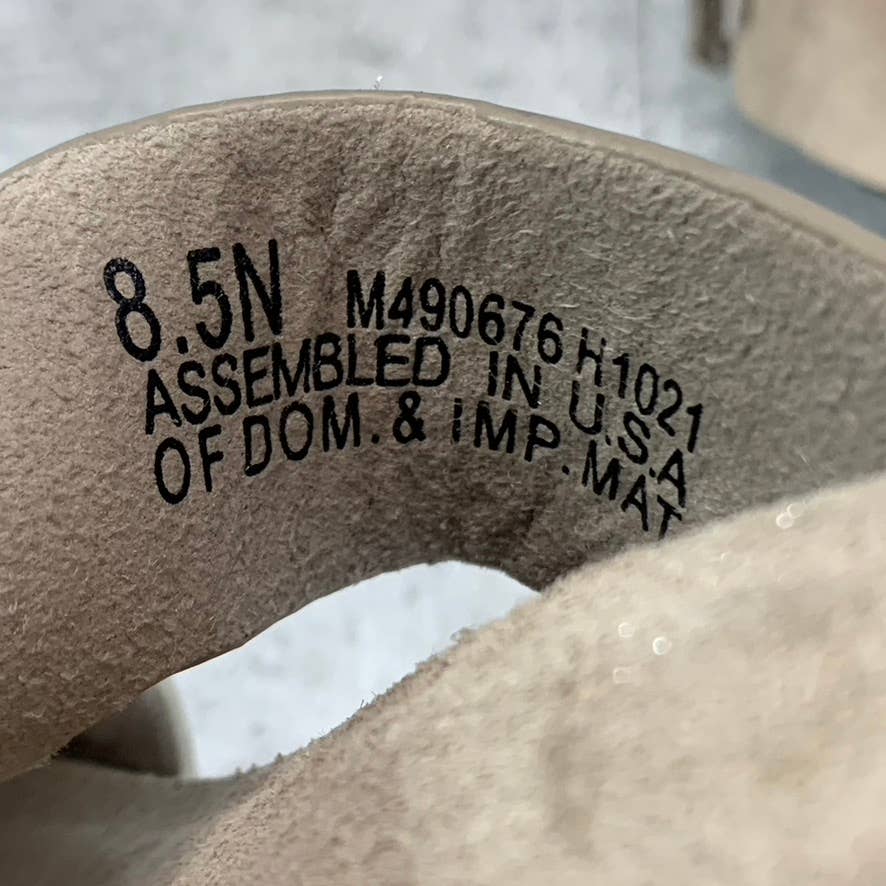 8.5N M490676 H1021
ASSEMBLED IN U.S.A
OF DOM. & IMP. MAT